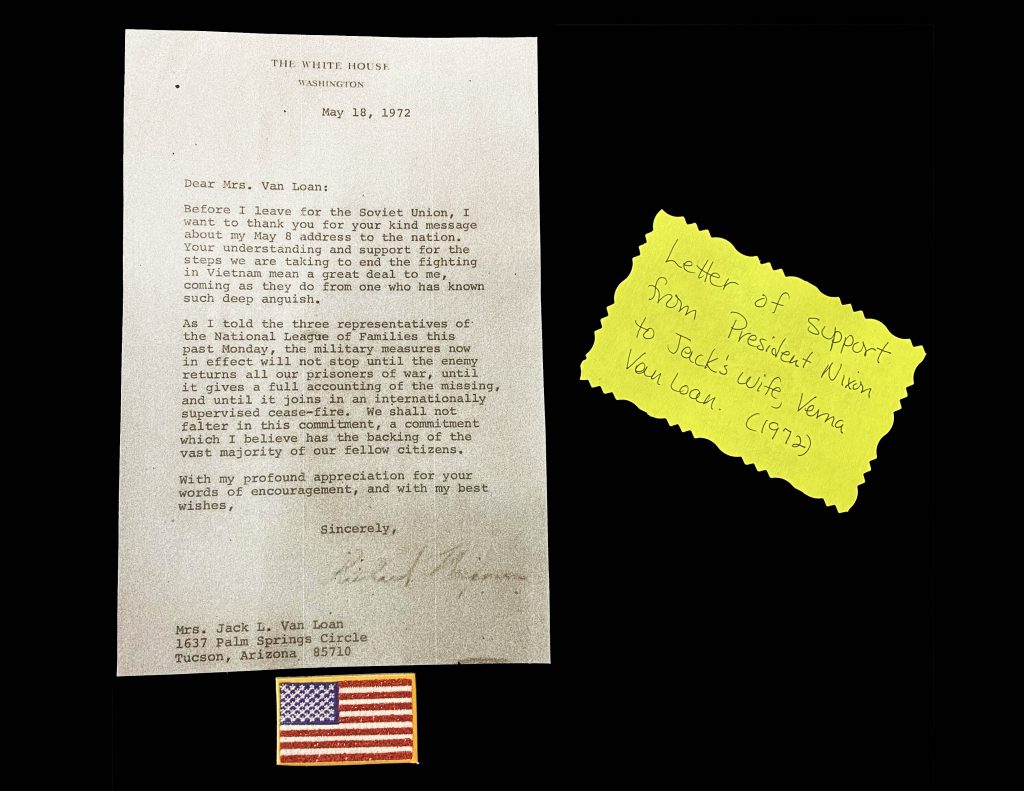 THE WHITE HOUSE
WASHINGTON
May 18, 1972
Dear Mrs. Van Loan:
Before I leave for the Soviet Union, I
want to thank you for your kind message
about my May 8 address to the nation.
Your understanding and support for the
steps we are taking to end the fighting
in Vietnam mean a great deal to me,
coming as they do from one who has known
such deep anguish.
As I told the three representatives of
the National League of Families this
past Monday, the military measures now
in effect will not stop until the enemy
returns all our prisoners of war, until
it gives a full accounting of the missing,
and until it joins in an internationally
supervised cease-fire. We shall not
falter in this commitment, a commitment
which I believe has the backing of the
vast majority of our fellow citizens.
With my profound appreciation for your
words of encouragement, and with my best
wishes,
Sincerely,
Richard Nixon
Mrs. Jack L. Van Loan
1637 Palm Springs Circle
Tucson, Arizona 85710
Letter of support
from President Nixon
to Jack's wife, Verna
Van Loan. (1972)